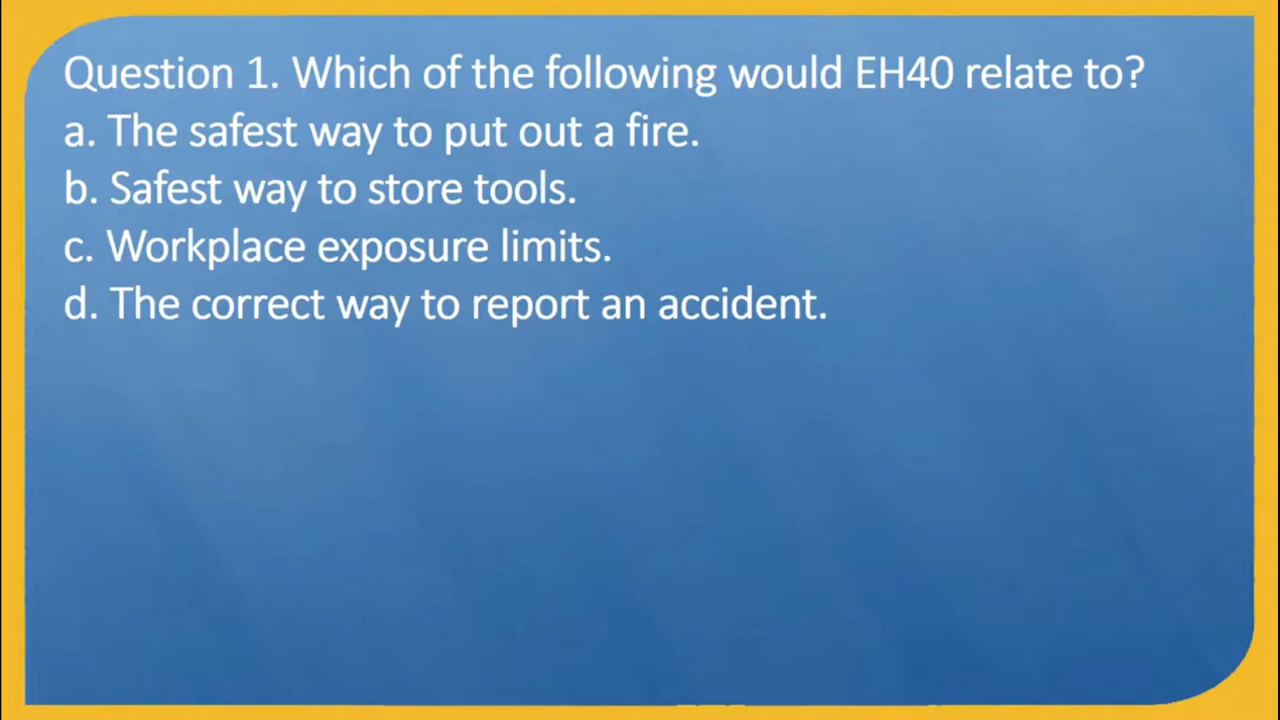 Question 1. Which of the following would EH40 relate to?
a. The safest way to put out a fire.
b. Safest way to store tools.
c. Workplace exposure limits.
d. The correct way to report an accident.